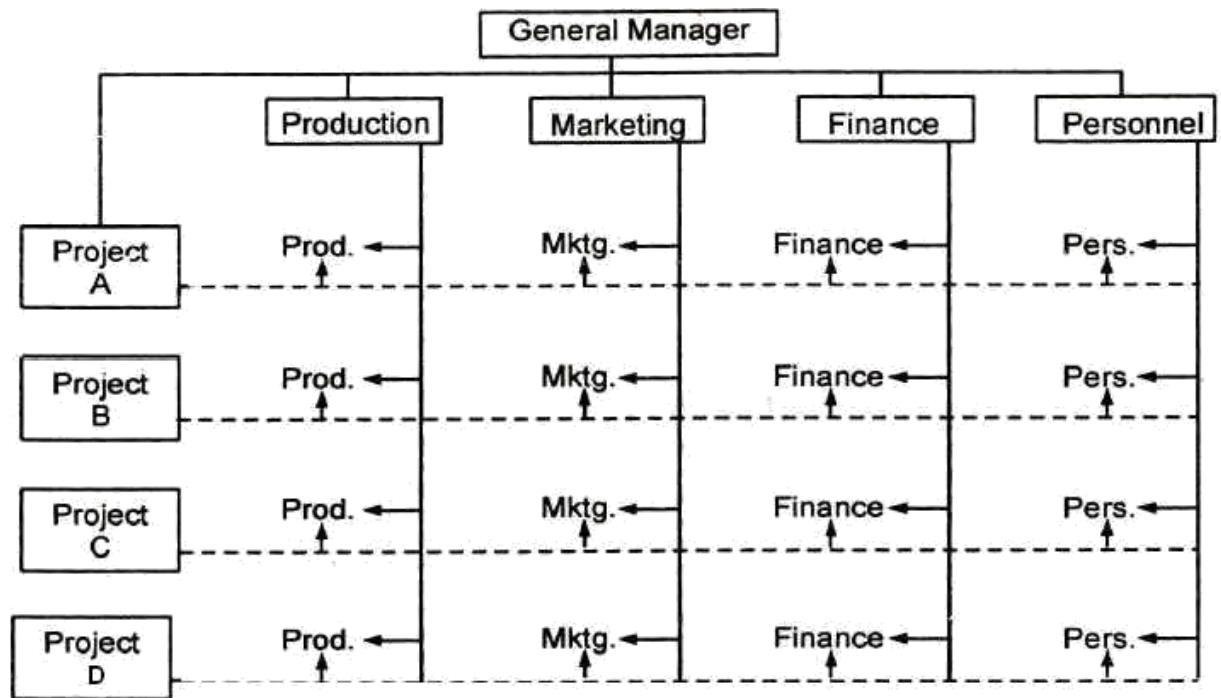 General Manager
Production Marketing Finance Personnel
Project
A
Prod. Mktg. Finance Pers.
Project
B
Prod. Mktg. Finance Pers.
Project
C
Prod. Mktg. Finance Pers.
Project
D
Prod. Mktg. Finance Pers.